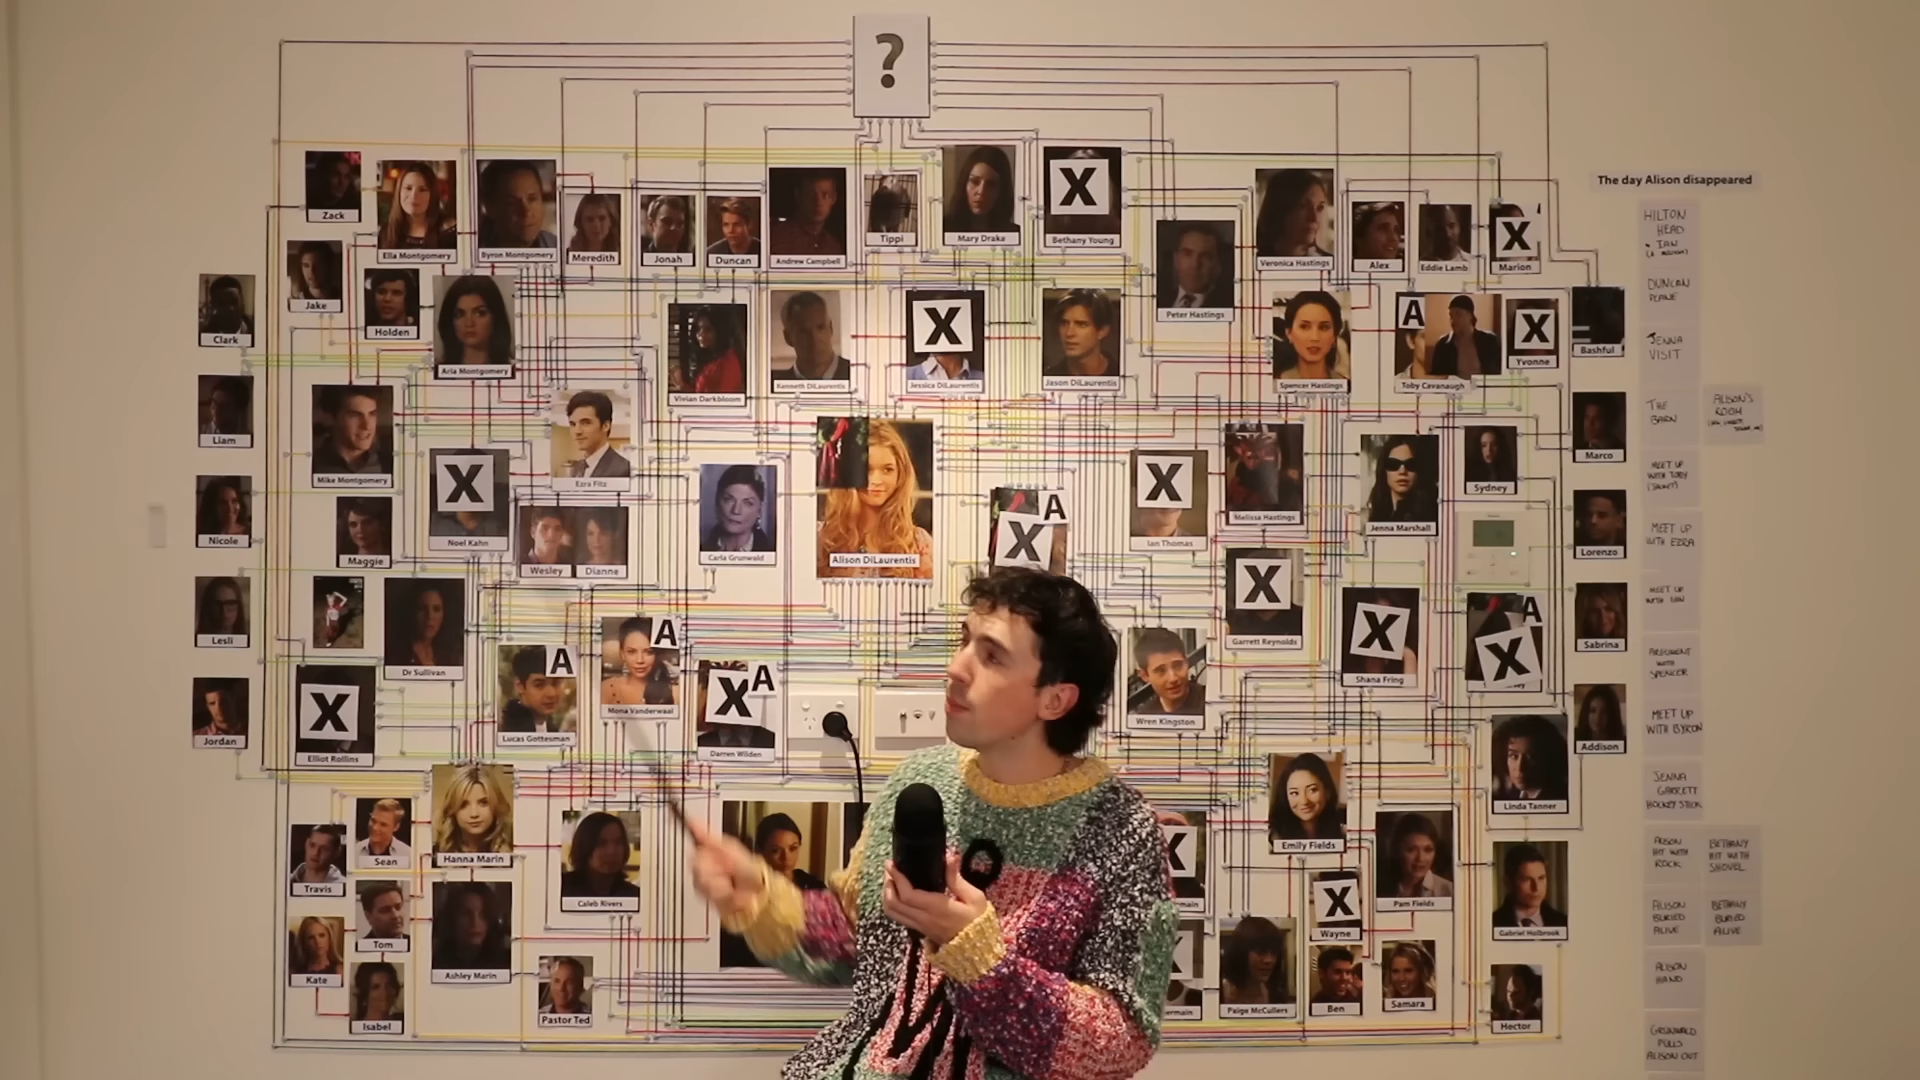 ?
The day Alison disappeared
Zack
Ella Montgomery
Byron Montgomery
Meredith
Jonah
Duncan
Andrew Campbell
Tippi
Mary Drake
X
Bethany Young
Peter Hastings
Veronica Hastings
Alex
Eddie Lamb
X
Marion
Clark
Jake
Holden
Aria Montgomery
Vivian Darkbloom
Kenneth DiLaurentis
X
Jessica DiLaurentis
Jason DiLaurentis
Spencer Hastings
A
Toby Cavanaugh
X
Yvonne
Bashful
Liam
Mike Montgomery
Ezra Fitz
X
Noel Kahn
Wesley
Dianne
Carla Grunwald
Alison DiLaurentis
A
X
X
Ian Thomas
Melissa Hastings
Jenna Marshall
Sydney
Marco
Nicole
Maggie
Lorenzo
Lesli
Dr Sullivan
A
Lucas Gottesman
A
Mona Vanderwaal
A
X
Darren Wilden
Wren Kingston
X
Garrett Reynolds
X
Shana Fring
A
X
Sabrina
Jordan
X
Elliot Rollins
Linda Tanner
Addison
Sean
Travis
Hanna Marin
Caleb Rivers
X
Emily Fields
Pam Fields
Gabriel Holbrook
Tom
Kate
Isabel
Ashley Marin
Pastor Ted
X
Paige McCullers
X
Wayne
Ben
Samara
Hector
HILTON
HEAD
IAN
DUNCAN
PLANE
JENNA
VISIT
THE
BARN
ALISON'S
ROOM
MEET UP
WITH TOBY
MEET UP
WITH EZRA
MEET UP
WITH IAN
ARGUMENT
WITH
SPENCER
MEET UP
WITH BYRON
JENNA
GARRETT
HOCKEY STICK
ALISON
HIT WITH
ROCK
BETHANY
HIT WITH
SHOVEL
ALISON
BURIED
ALIVE
BETHANY
BURIED
ALIVE
ALISON
HAND
GRUNWALD
PULLS
ALISON OUT